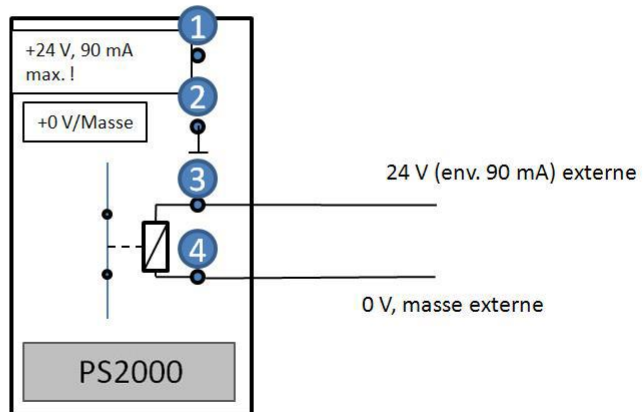 1
+24 V, 90 mA
max. !
2
+0 V/Masse
3
24 V (env. 90 mA) externe
4
0 V, masse externe
PS2000